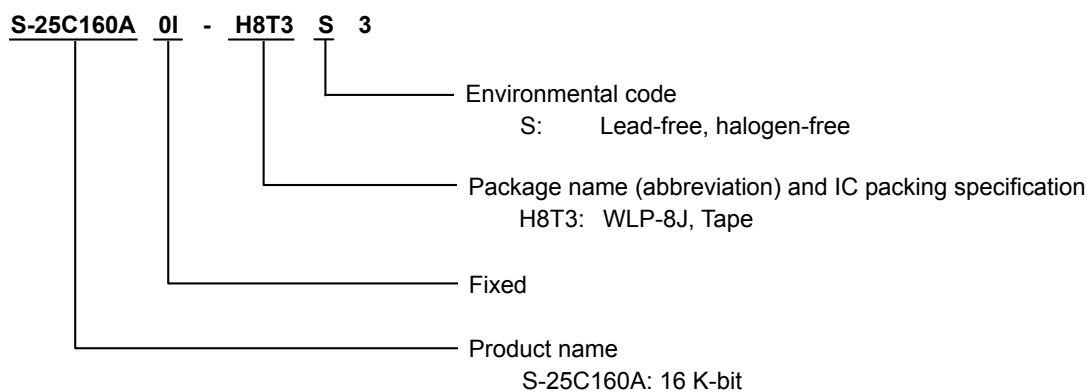 S-25C160A 0I - H8T3 S 3
Environmental code
S: Lead-free, halogen-free
Package name (abbreviation) and IC packing specification
H8T3: WLP-8J, Tape
Fixed
Product name
S-25C160A: 16 K-bit